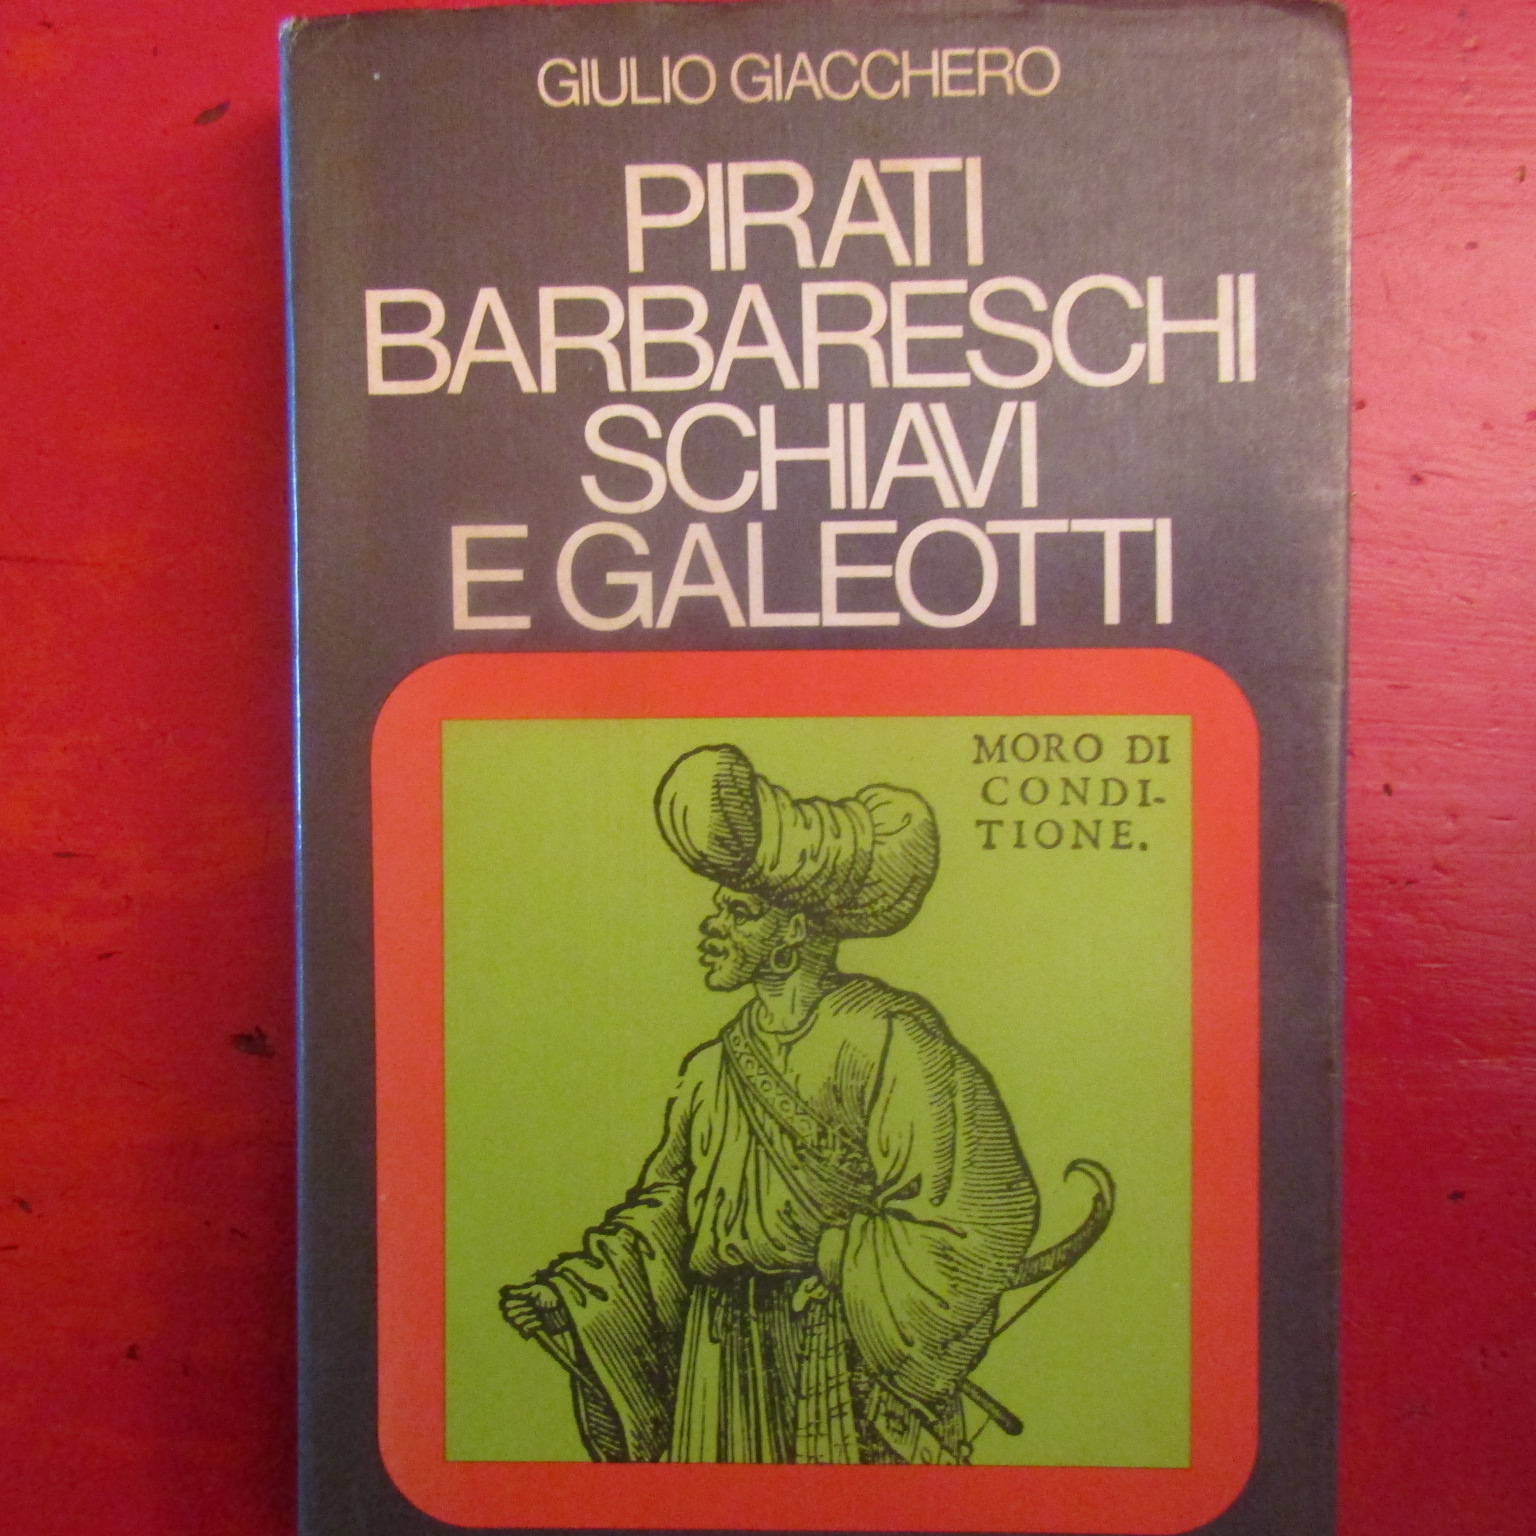 GIULIO GIACCHERO
PIRATI
BARBARESCHI
SCHIAVI
E GALEOTTI
MORO DI
CONDI-
TIONE.